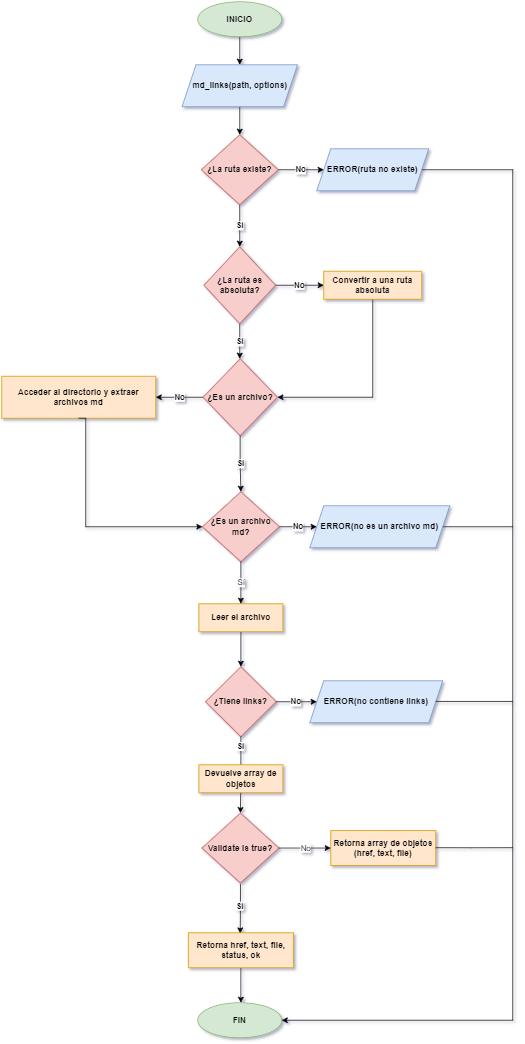 INICIO
md_links(path, options)
¿La ruta existe?
No
ERROR(ruta no existe)
Si
¿La ruta es
absoluta?
No
Convertir a una ruta
absoluta
Si
Acceder al directorio y extraer
archivos md
No
¿Es un archivo?
Si
¿Es un archivo
md?
No
ERROR(no es un archivo md)
Si
Leer el archivo
¿Tiene links?
No
ERROR(no contiene links)
Si
Devuelve array de
objetos
Validate is true?
No
Retorna array de objetos
(href, text, file)
Si
Retorna href, text, file,
status, ok
FIN